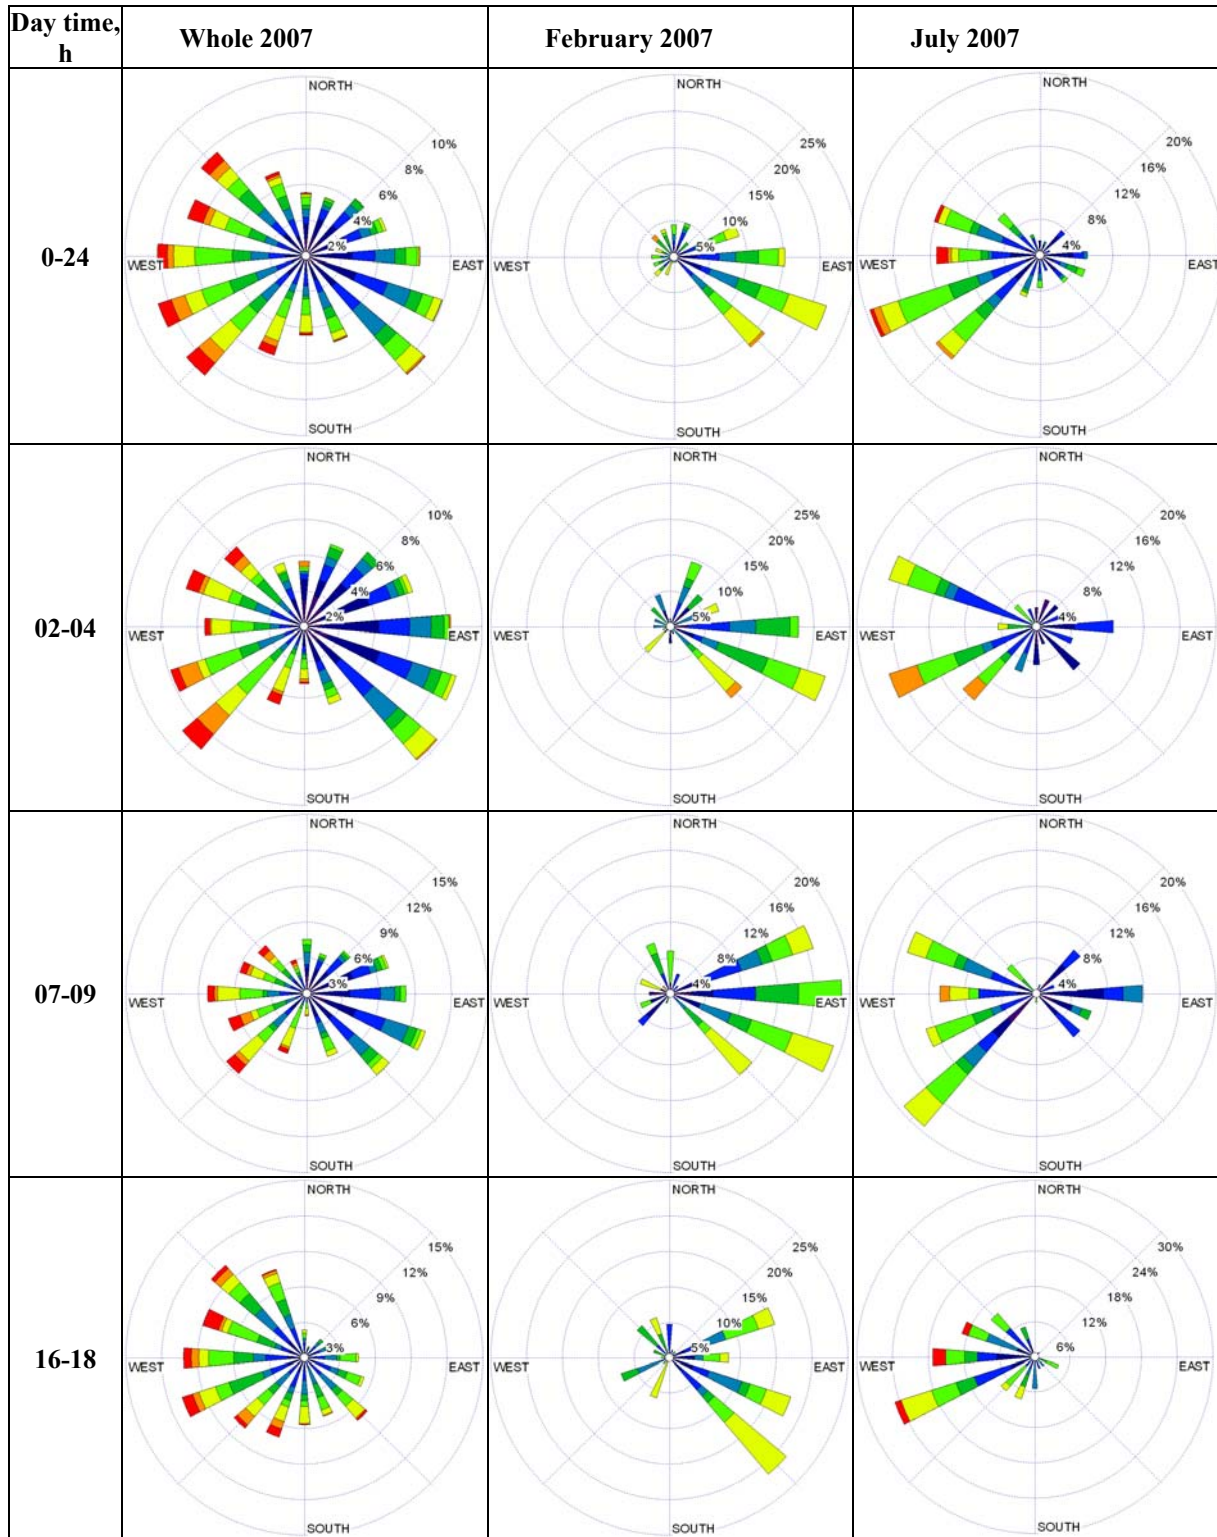 Day time,
h
Whole 2007
February 2007
July 2007
0-24
NORTH
10%
8%
6%
4%
2%
WEST
EAST
SOUTH
NORTH
25%
20%
15%
10%
5%
WEST
EAST
SOUTH
NORTH
20%
16%
12%
8%
4%
WEST
EAST
SOUTH
02-04
NORTH
10%
8%
6%
4%
2%
WEST
EAST
SOUTH
NORTH
25%
20%
15%
10%
5%
WEST
EAST
SOUTH
NORTH
20%
16%
12%
8%
4%
WEST
EAST
SOUTH
07-09
NORTH
15%
12%
9%
6%
3%
WEST
EAST
SOUTH
NORTH
20%
16%
12%
8%
4%
WEST
EAST
SOUTH
NORTH
20%
16%
12%
8%
4%
WEST
EAST
SOUTH
16-18
NORTH
15%
12%
9%
6%
3%
WEST
EAST
SOUTH
NORTH
25%
20%
15%
10%
5%
WEST
EAST
SOUTH
NORTH
30%
24%
18%
12%
6%
WEST
EAST
SOUTH